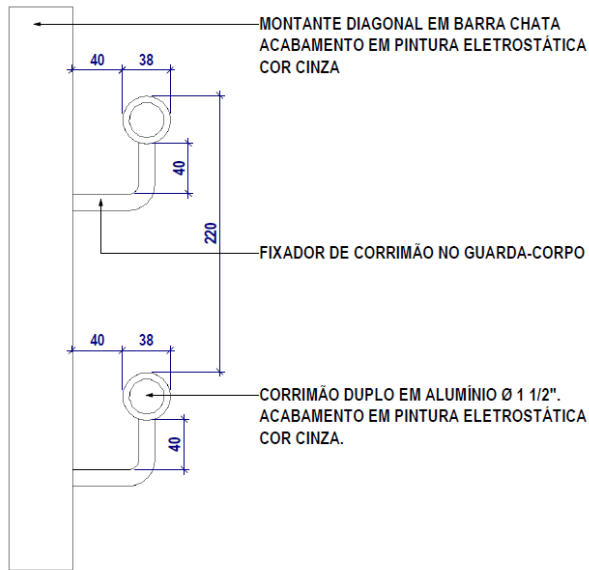 MONTANTE DIAGONAL EM BARRA CHATA
ACABAMENTO EM PINTURA ELETROSTÁTICA
COR CINZA
40
38
40
220
FIXADOR DE CORRIMÃO NO GUARDA-CORPO
40
38
CORRIMÃO DUPLO EM ALUMÍNIO Ø 1 1/2".
ACABAMENTO EM PINTURA ELETROSTÁTICA
COR CINZA.
40